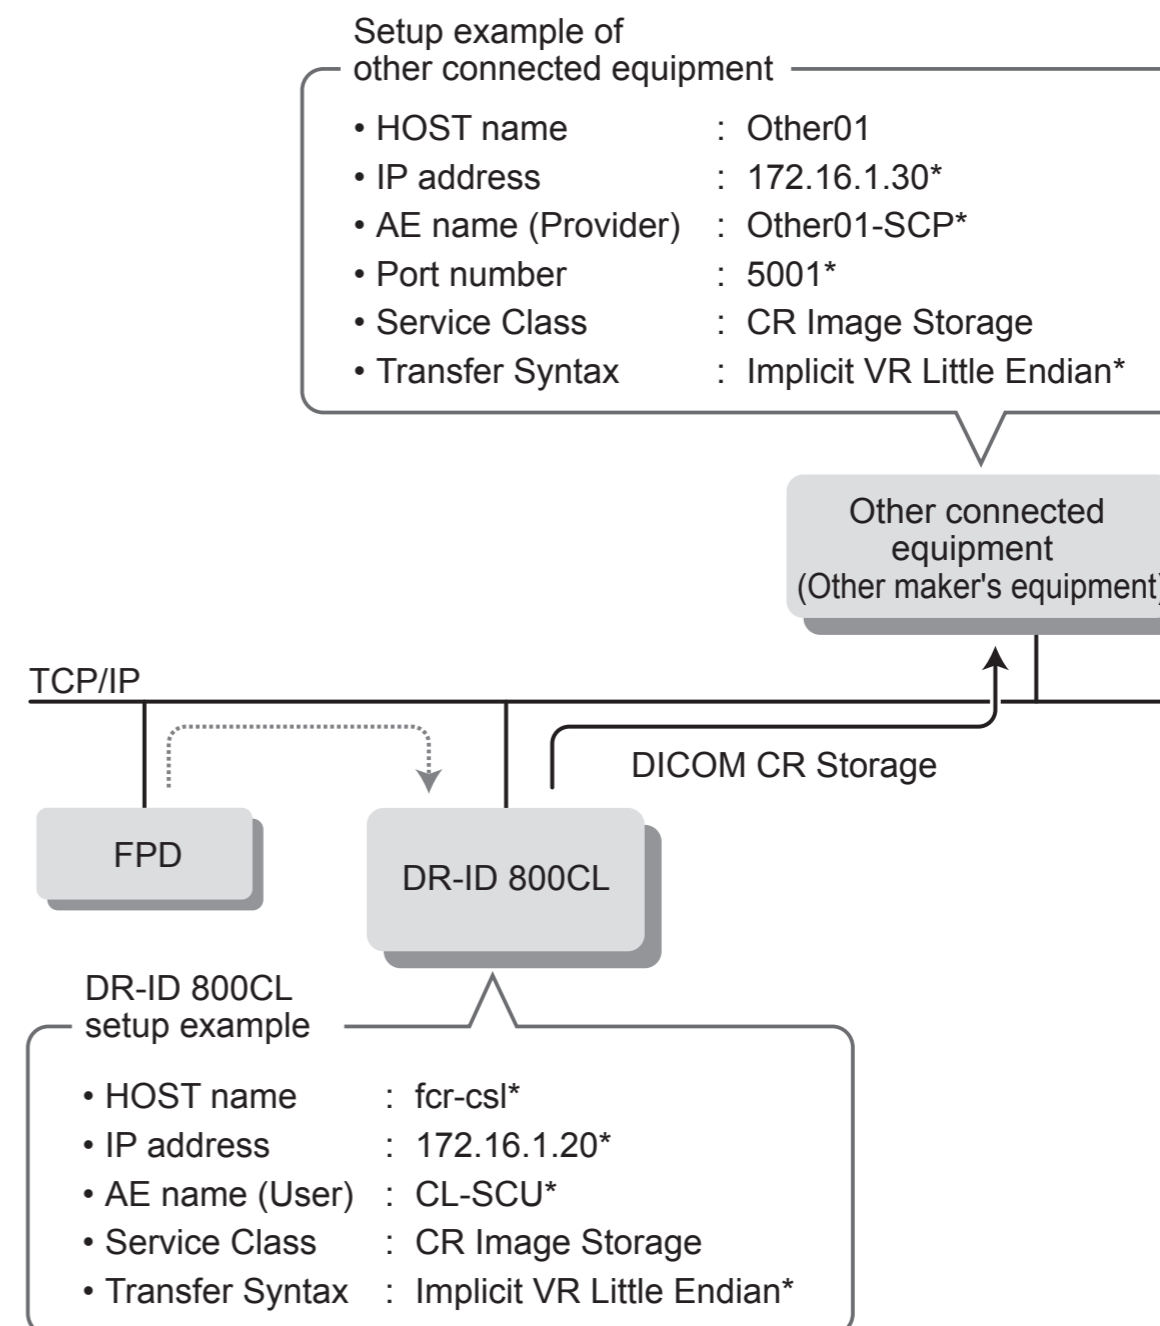 Setup example of
other connected equipment
• HOST name : Other01
• IP address : 172.16.1.30*
• AE name (Provider) : Other01-SCP*
• Port number : 5001*
• Service Class : CR Image Storage
• Transfer Syntax : Implicit VR Little Endian*
Other connected
equipment
(Other maker's equipment)
TCP/IP
DICOM CR Storage
FPD
DR-ID 800CL
DR-ID 800CL
setup example
• HOST name : fcr-csl*
• IP address : 172.16.1.20*
• AE name (User) : CL-SCU*
• Service Class : CR Image Storage
• Transfer Syntax : Implicit VR Little Endian*